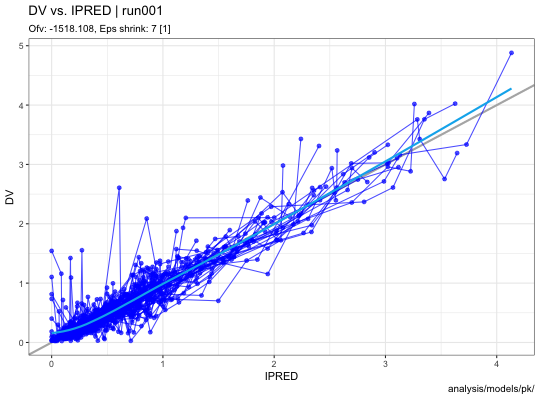 DV vs. IPRED | run001
Ofv: -1518.108, Eps shrink: 7 [1]
5
4
3
2
1
0
DV
0
1
2
3
4
IPRED
analysis/models/pk/